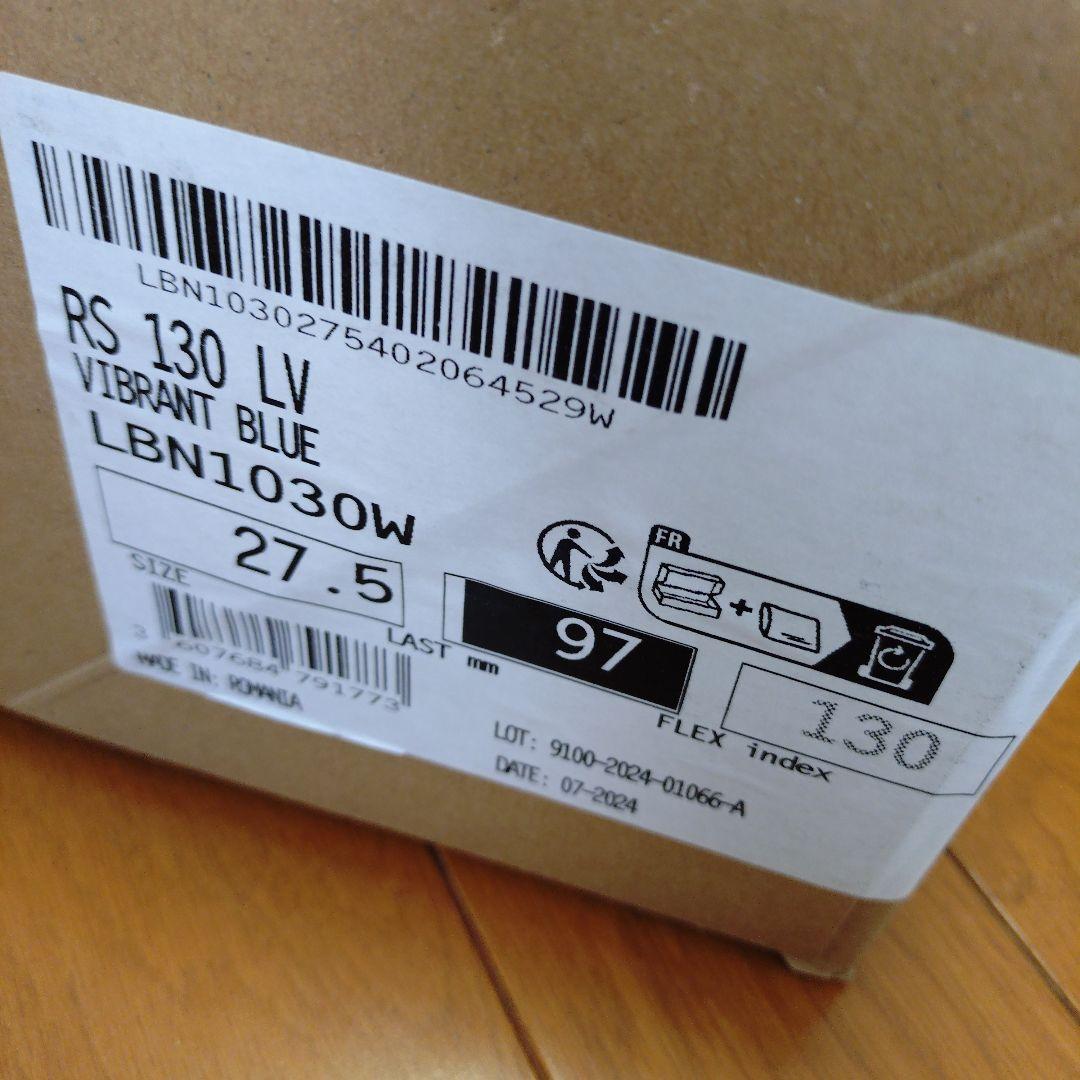 LBN1030275402064529W
RS 130 LV
VIBRANT BLUE
LBN1030W
27.5
SIZE
97
LAST mm
FR
+
130
FLEX index
3 607684 791773
MADE IN: ROMANIA
LOT: 9100-2024-01066-A
DATE: 07-2024